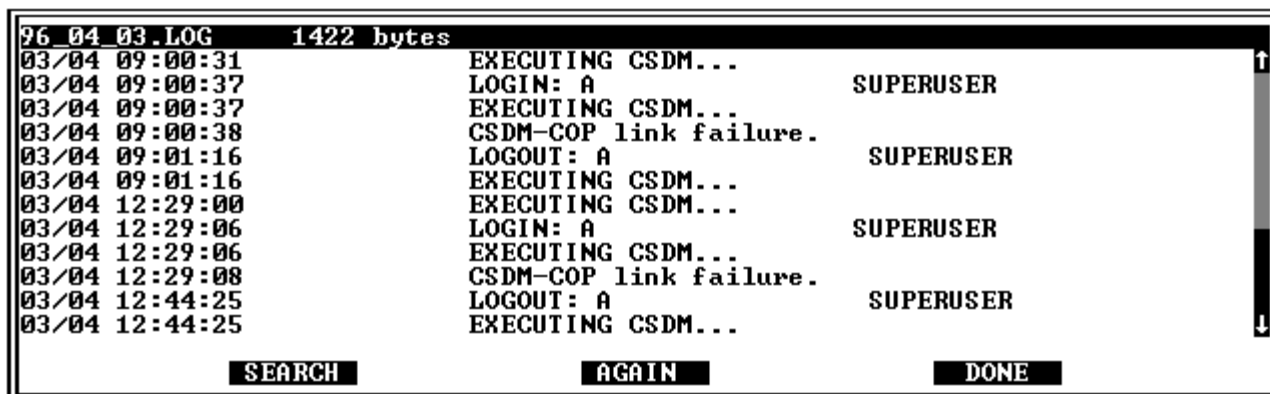 96_04_03.LOG 1422 bytes
03/04 09:00:31 EXECUTING CSDM...
03/04 09:00:37 LOGIN: A SUPERUSER
03/04 09:00:37 EXECUTING CSDM...
03/04 09:00:38 CSDM-COP link failure.
03/04 09:01:16 LOGOUT: A SUPERUSER
03/04 09:01:16 EXECUTING CSDM...
03/04 12:29:00 EXECUTING CSDM...
03/04 12:29:06 LOGIN: A SUPERUSER
03/04 12:29:06 EXECUTING CSDM...
03/04 12:29:08 CSDM-COP link failure.
03/04 12:44:25 LOGOUT: A SUPERUSER
03/04 12:44:25 EXECUTING CSDM...
SEARCH AGAIN DONE